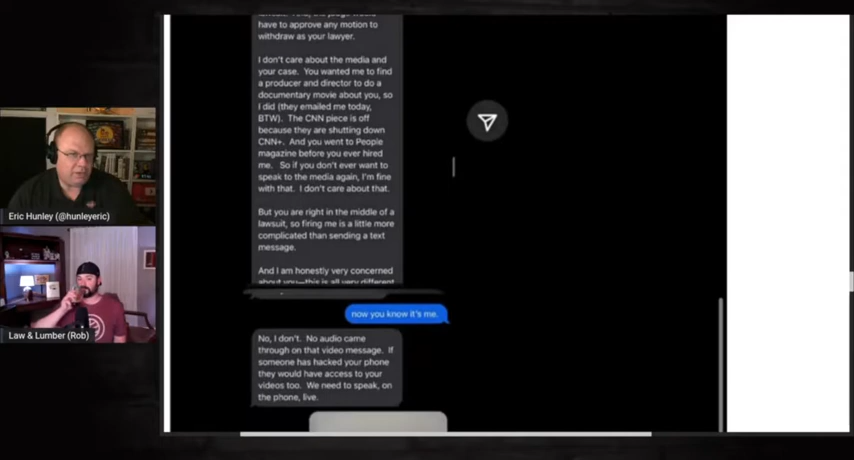 have to approve any motion to
withdraw as your lawyer.
I don't care about the media and
your case. You wanted me to find
a producer and director to do a
documentary movie about you, so
I did (they emailed me today,
BTW). The CNN piece is off
because they are shutting down
CNN+. And you went to People
magazine before you ever hired
me. So if you don't ever want to
speak to the media again, I'm fine
with that. I don't care about that.
But you are right in the middle of a
lawsuit, so firing me is a little more
complicated than sending a text
message.
And I am honestly very concerned
about you—this is all very different
now you know it's me.
No, I don't. No audio came
through on that video message. If
someone has hacked your phone
they would have access to your
videos too. We need to speak, on
the phone, live.
Eric Hunley (@hunleyeric)
Law & Lumber (Rob)